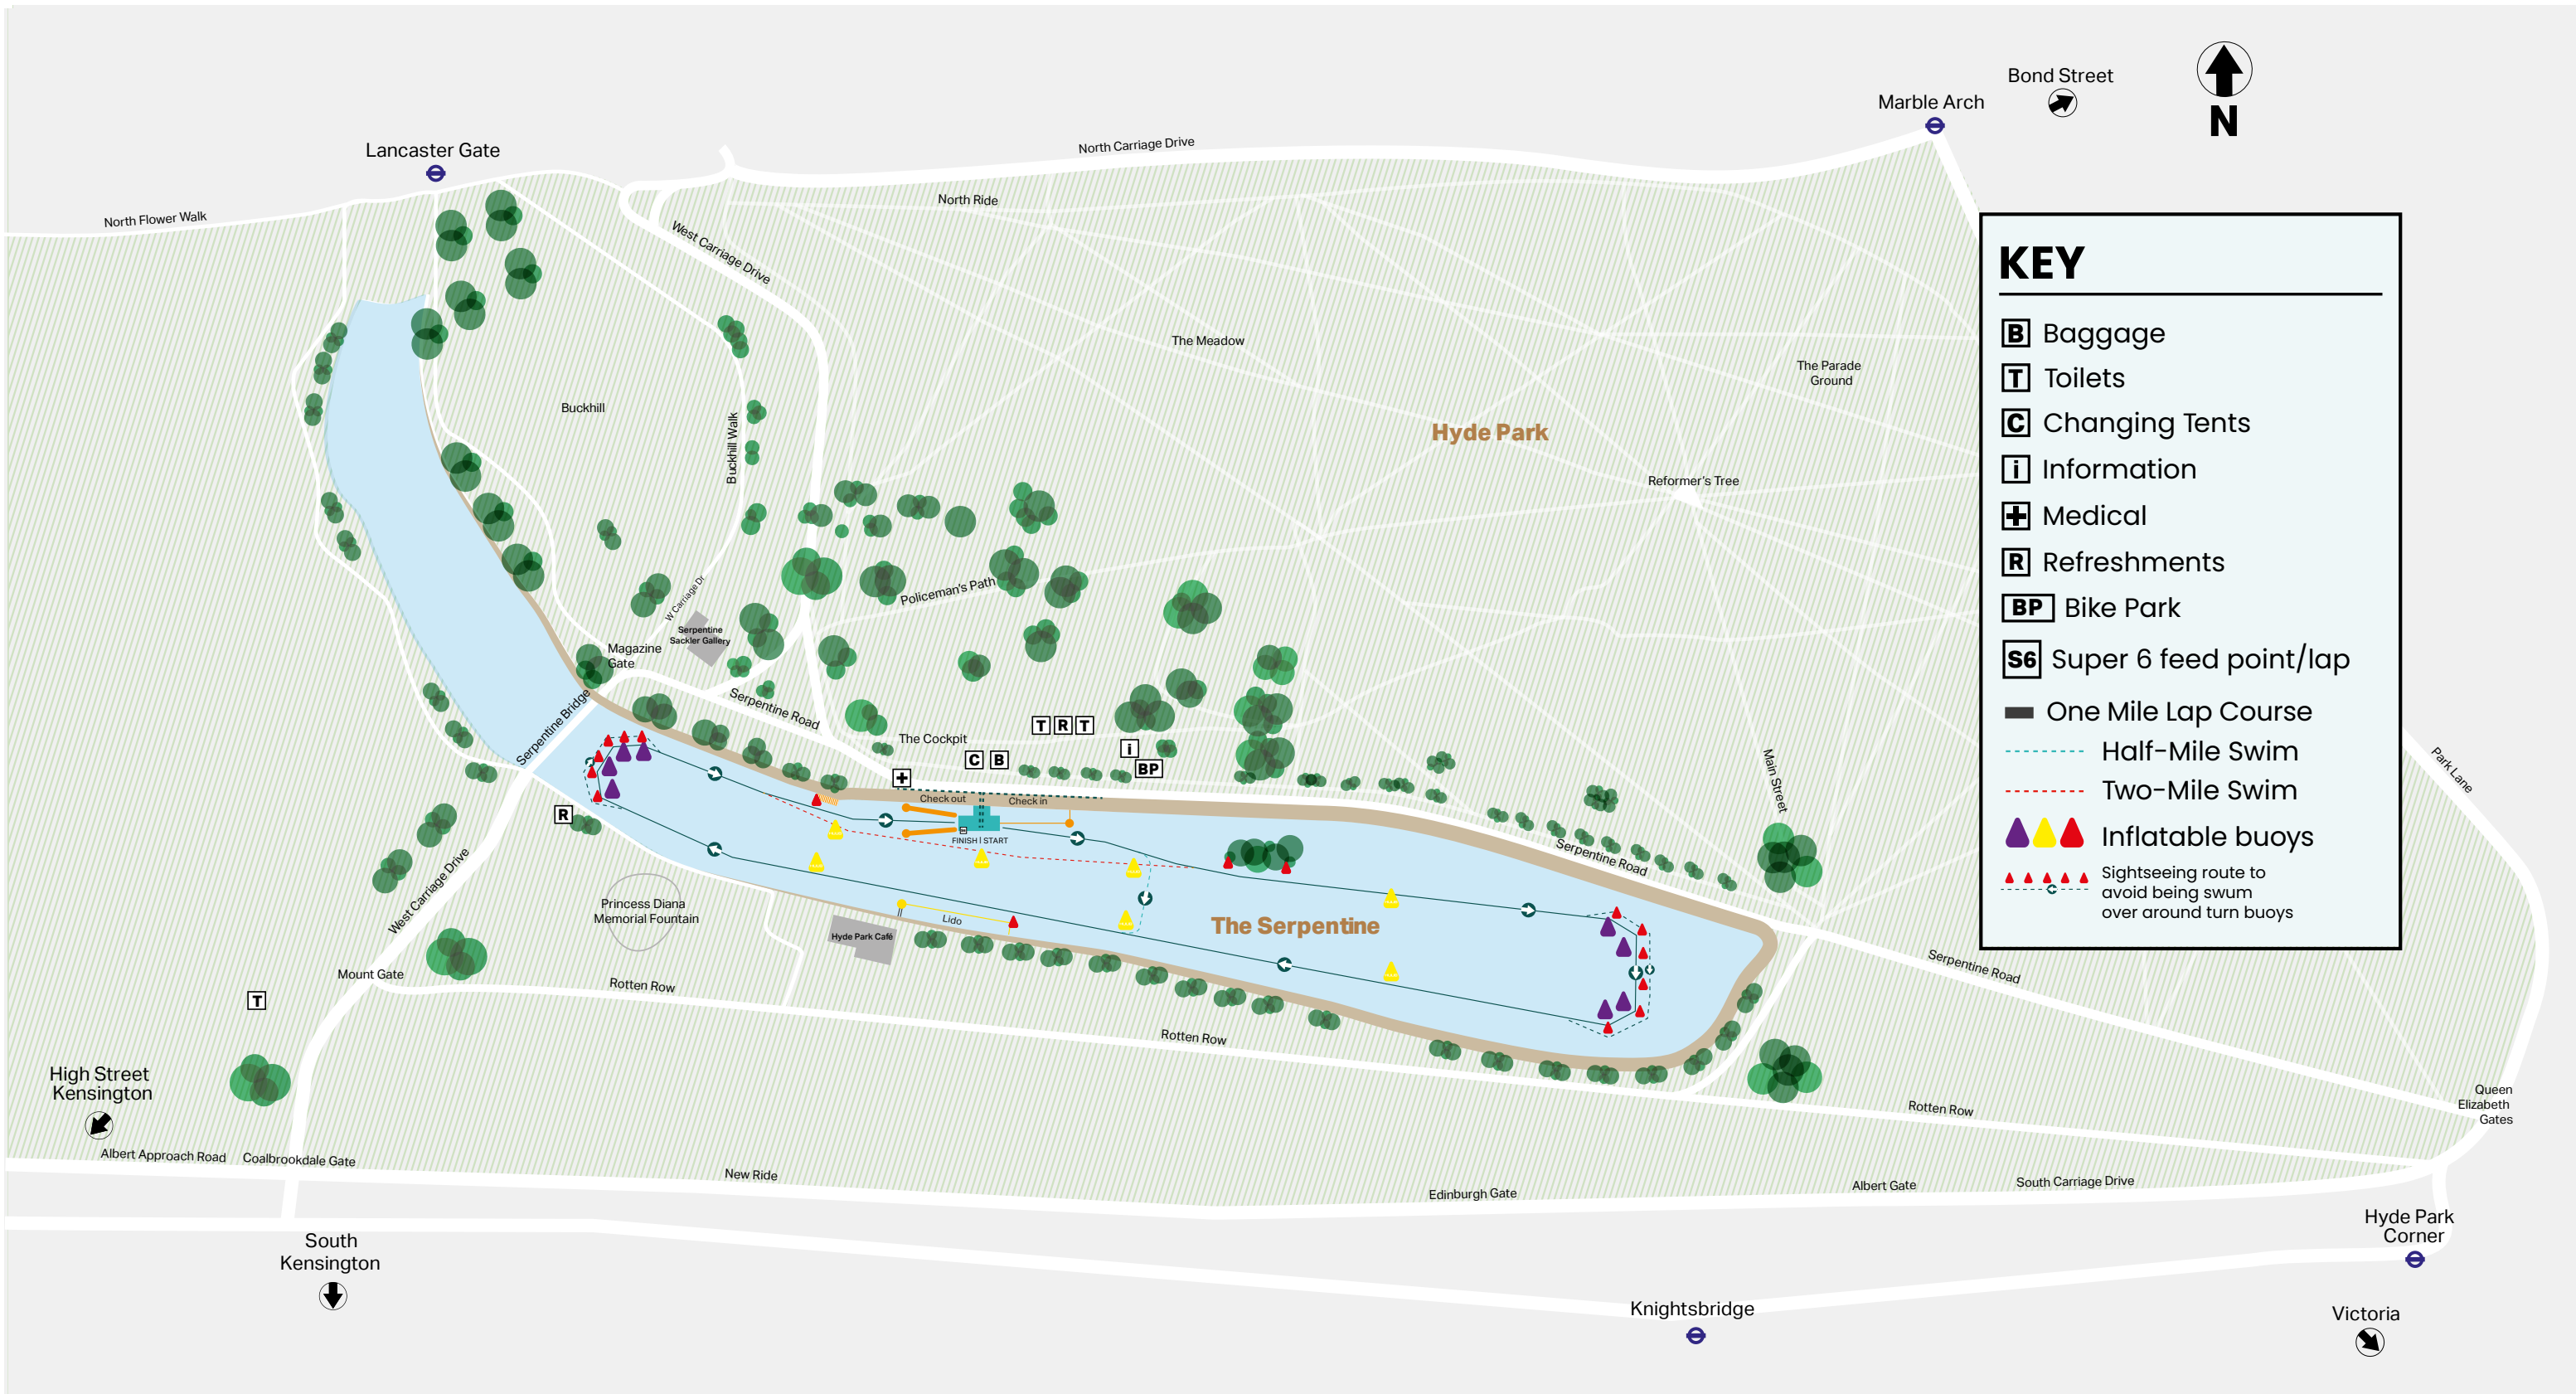 Bond Street
Marble Arch
N
Lancaster Gate
North Carriage Drive
North Ride
North Flower Walk
West Carriage Drive
KEY
B Baggage
T Toilets
C Changing Tents
i Information
Medical
R Refreshments
BP Bike Park
S6 Super 6 feed point/lap
One Mile Lap Course
Half-Mile Swim
Two-Mile Swim
Inflatable buoys
Sightseeing route to
avoid being swum
over around turn buoys
The Meadow
The Parade
Ground
Buckhill
Buckhill Walk
Hyde Park
Reformer's Tree
Policeman's Path
W Carriage Dr
Serpentine
Sackler Gallery
Magazine
Gate
Serpentine Bridge
Serpentine Road
The Cockpit
T R T
i
C B
BP
Check out
Check in
FINISH | START
R
Main Street
Park Lane
Serpentine Road
West Carriage Drive
Princess Diana
Memorial Fountain
Lido
Hyde Park Café
The Serpentine
Serpentine Road
Mount Gate
T
Rotten Row
Rotten Row
Rotten Row
High Street
Kensington
Queen
Elizabeth
Gates
Albert Approach Road
Coalbrookdale Gate
New Ride
Edinburgh Gate
Albert Gate
South Carriage Drive
South
Kensington
Hyde Park
Corner
Knightsbridge
Victoria